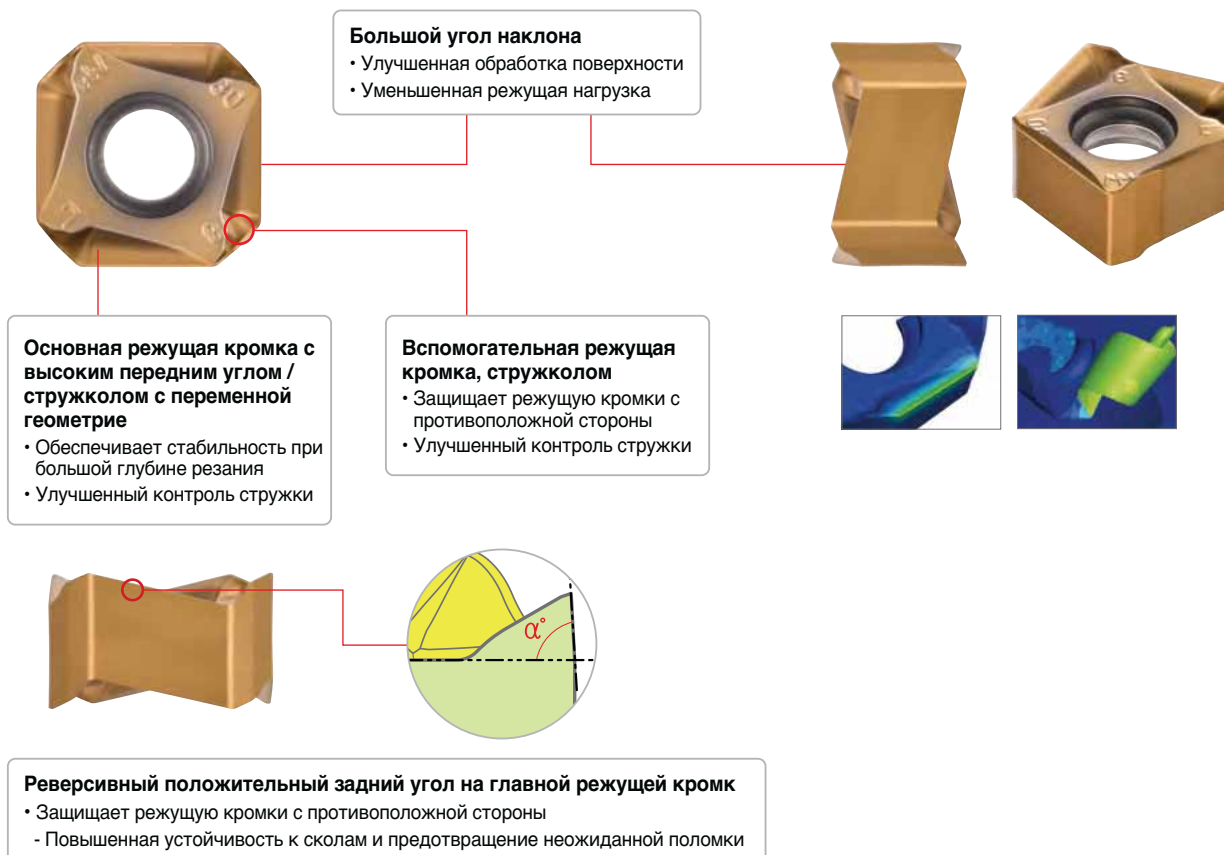 Большой угол наклона
• Улучшенная обработка поверхности
• Уменьшенная режущая нагрузка
Основная режущая кромка с
высоким передним углом /
стружколом с переменной
геометрие
• Обеспечивает стабильность при
большой глубине резания
• Улучшенный контроль стружки
Вспомогательная режущая
кромка, стружколом
• Защищает режущую кромки с
противоположной стороны
• Улучшенный контроль стружки
α°
Реверсивный положительный задний угол на главной режущей кромк
• Защищает режущую кромки с противоположной стороны
- Повышенная устойчивость к сколам и предотвращение неожиданной поломки